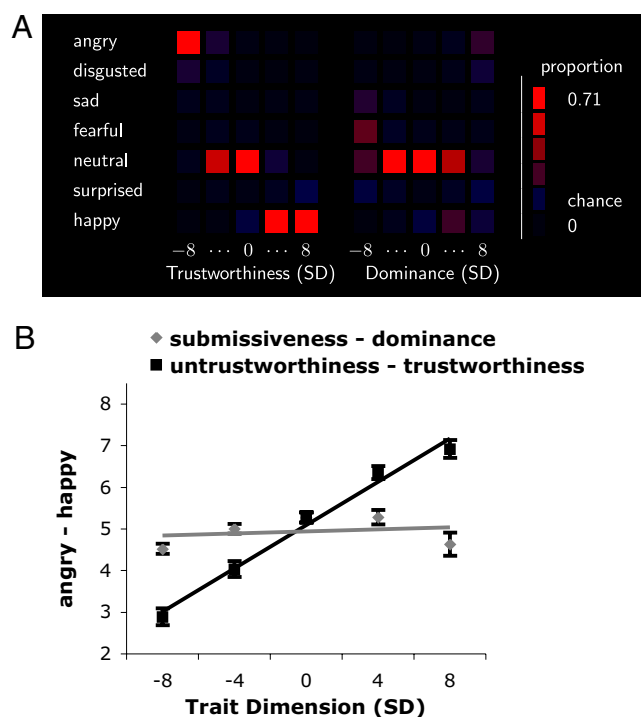 A
angry
disgusted
sad
fearful
neutral
surprised
happy
−8 ··· 0 ··· 8
Trustworthiness (SD)
−8 ··· 0 ··· 8
Dominance (SD)
proportion
0.71
chance
0
B
submissiveness - dominance
untrustworthiness - trustworthiness
8
7
6
5
4
3
2
angry - happy
-8 -4 0 4 8
Trait Dimension (SD)